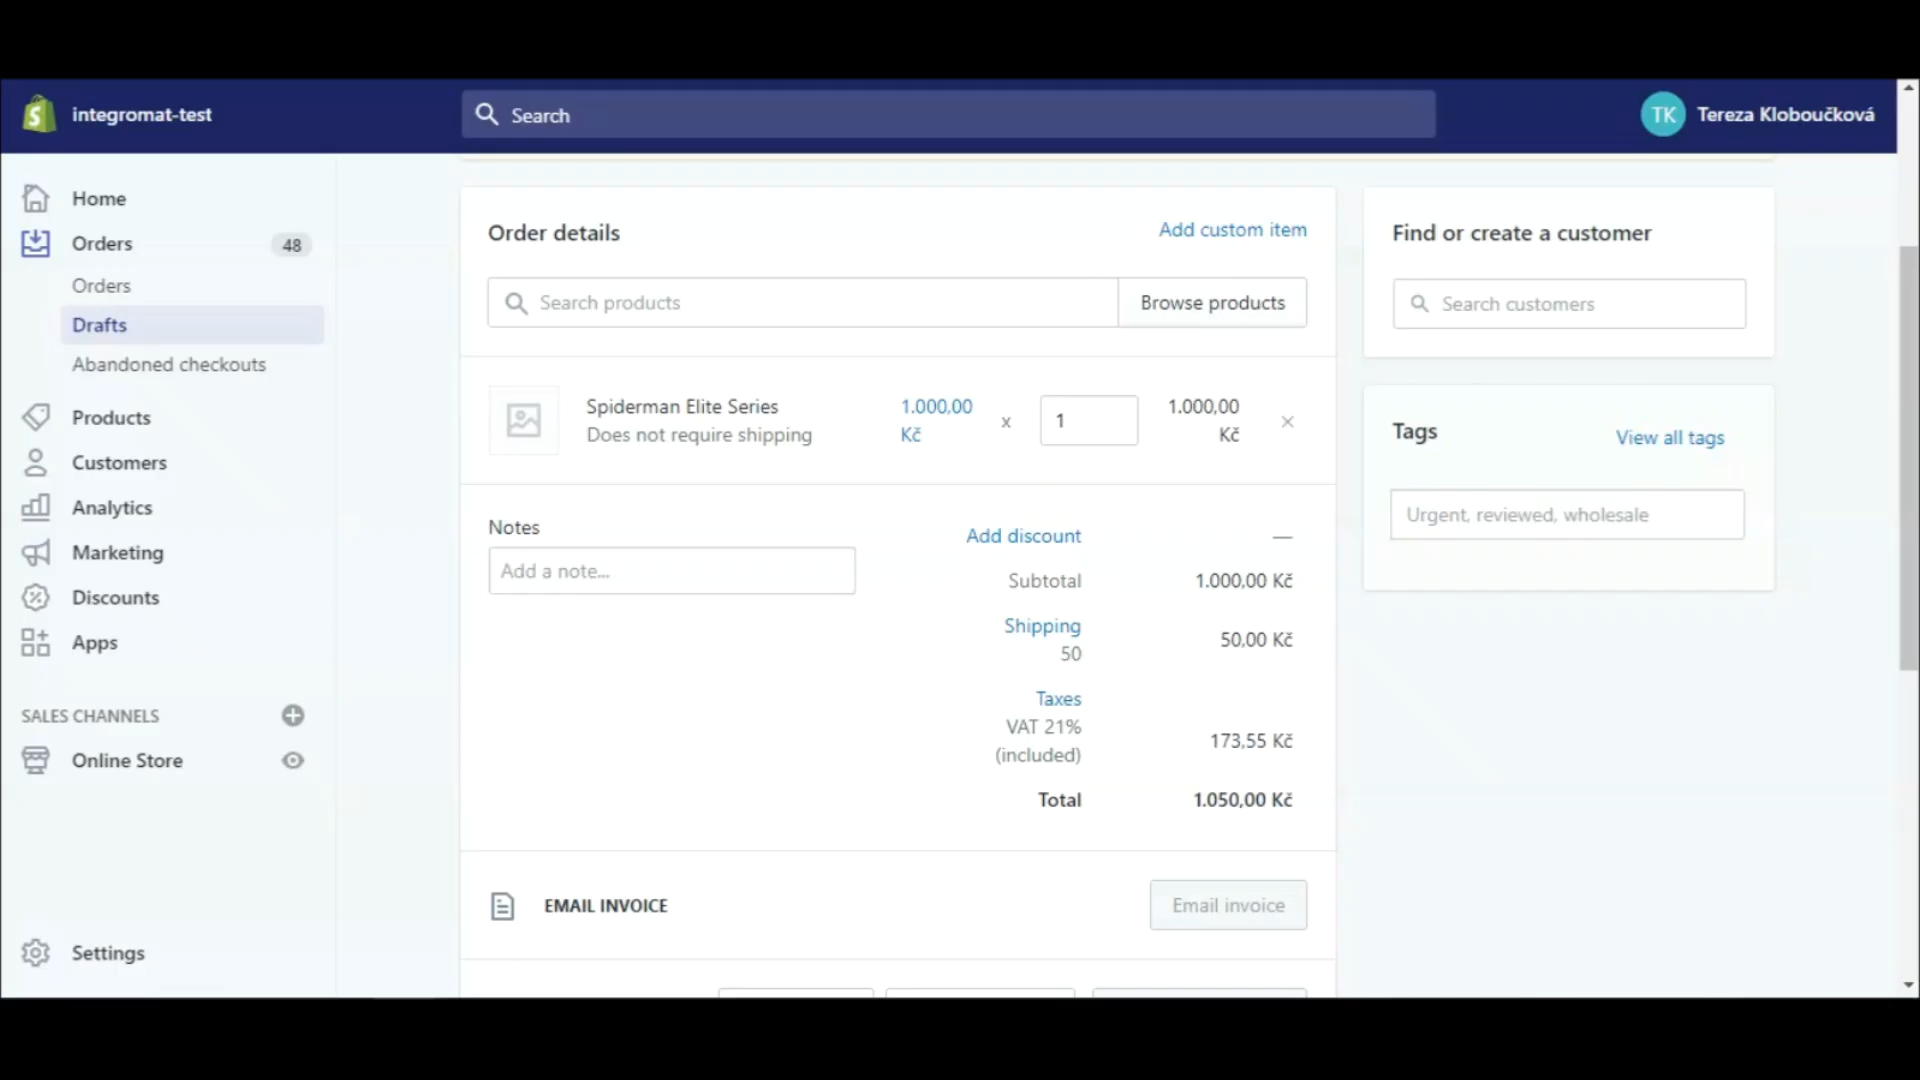 integromat-test
Search
TK
Tereza Kloboučková
Home
Orders
48
Orders
Drafts
Abandoned checkouts
Products
Customers
Analytics
Marketing
Discounts
Apps
SALES CHANNELS
Online Store
Settings
Order details
Add custom item
Search products
Browse products
Spiderman Elite Series
Does not require shipping
1.000,00
Kč
x
1
1.000,00
Kč
Notes
Add a note...
Add discount
—
Subtotal
1.000,00 Kč
Shipping
50
50,00 Kč
Taxes
VAT 21%
(included)
173,55 Kč
Total
1.050,00 Kč
EMAIL INVOICE
Email invoice
Find or create a customer
Search customers
Tags
View all tags
Urgent, reviewed, wholesale